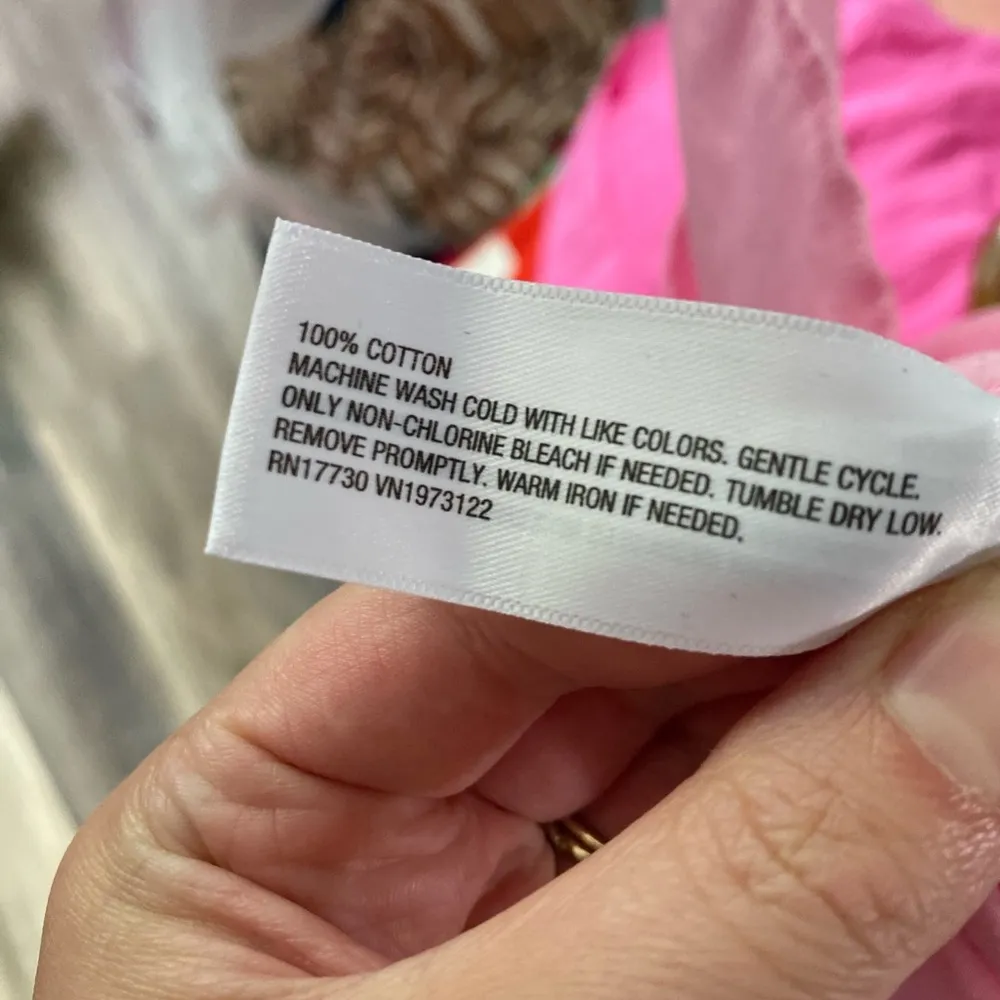 100% COTTON
MACHINE WASH COLD WITH LIKE COLORS. GENTLE CYCLE.
ONLY NON-CHLORINE BLEACH IF NEEDED. TUMBLE DRY LOW.
REMOVE PROMPTLY. WARM IRON IF NEEDED.
RN17730 VN1973122